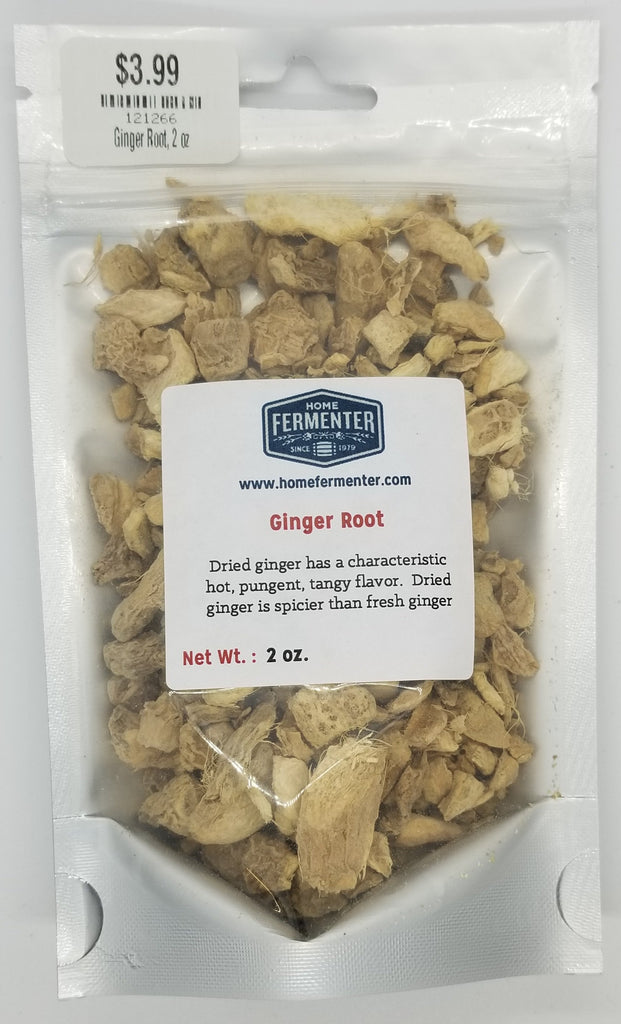 $3.99
121266
Ginger Root, 2 oz
HOME
FERMENTER
SINCE 1979
www.homefermenter.com
Ginger Root
Dried ginger has a characteristic
hot, pungent, tangy flavor. Dried
ginger is spicier than fresh ginger
Net Wt. : 2 oz.